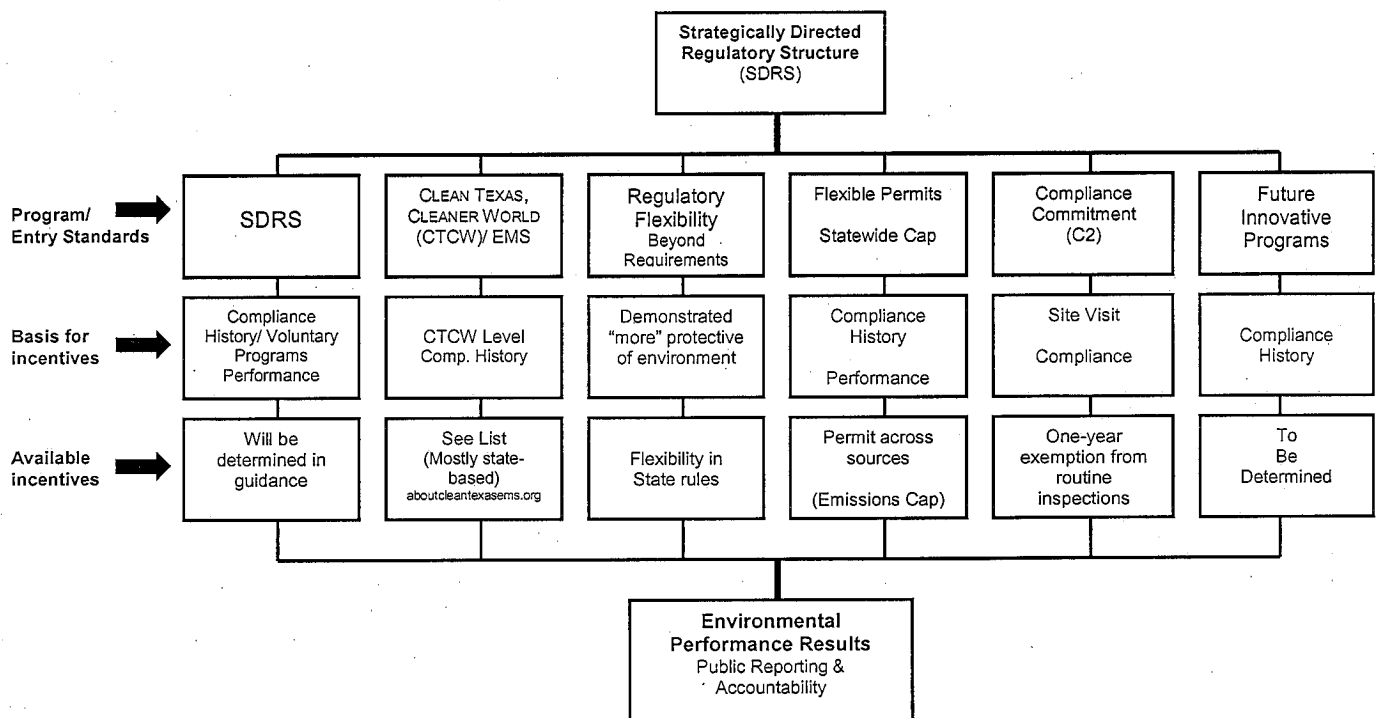 Strategically Directed
Regulatory Structure
(SDRS)
Program/
Entry Standards
SDRS
CLEAN TEXAS,
CLEANER WORLD
(CTCW)/ EMS
Regulatory
Flexibility
Beyond
Requirements
Flexible Permits
Statewide Cap
Compliance
Commitment
(C2)
Future
Innovative
Programs
Basis for
incentives
Compliance
History/ Voluntary
Programs
Performance
CTCW Level
Comp. History
Demonstrated
"more" protective
of environment
Compliance
History
Performance
Site Visit
Compliance
Compliance
History
Available
incentives
Will be
determined in
guidance
See List
(Mostly state-
based)
aboutcleantexasems.org
Flexibility in
State rules
Permit across
sources
(Emissions Cap)
One-year
exemption from
routine
inspections
To
Be
Determined
Environmental
Performance Results
Public Reporting &
Accountability